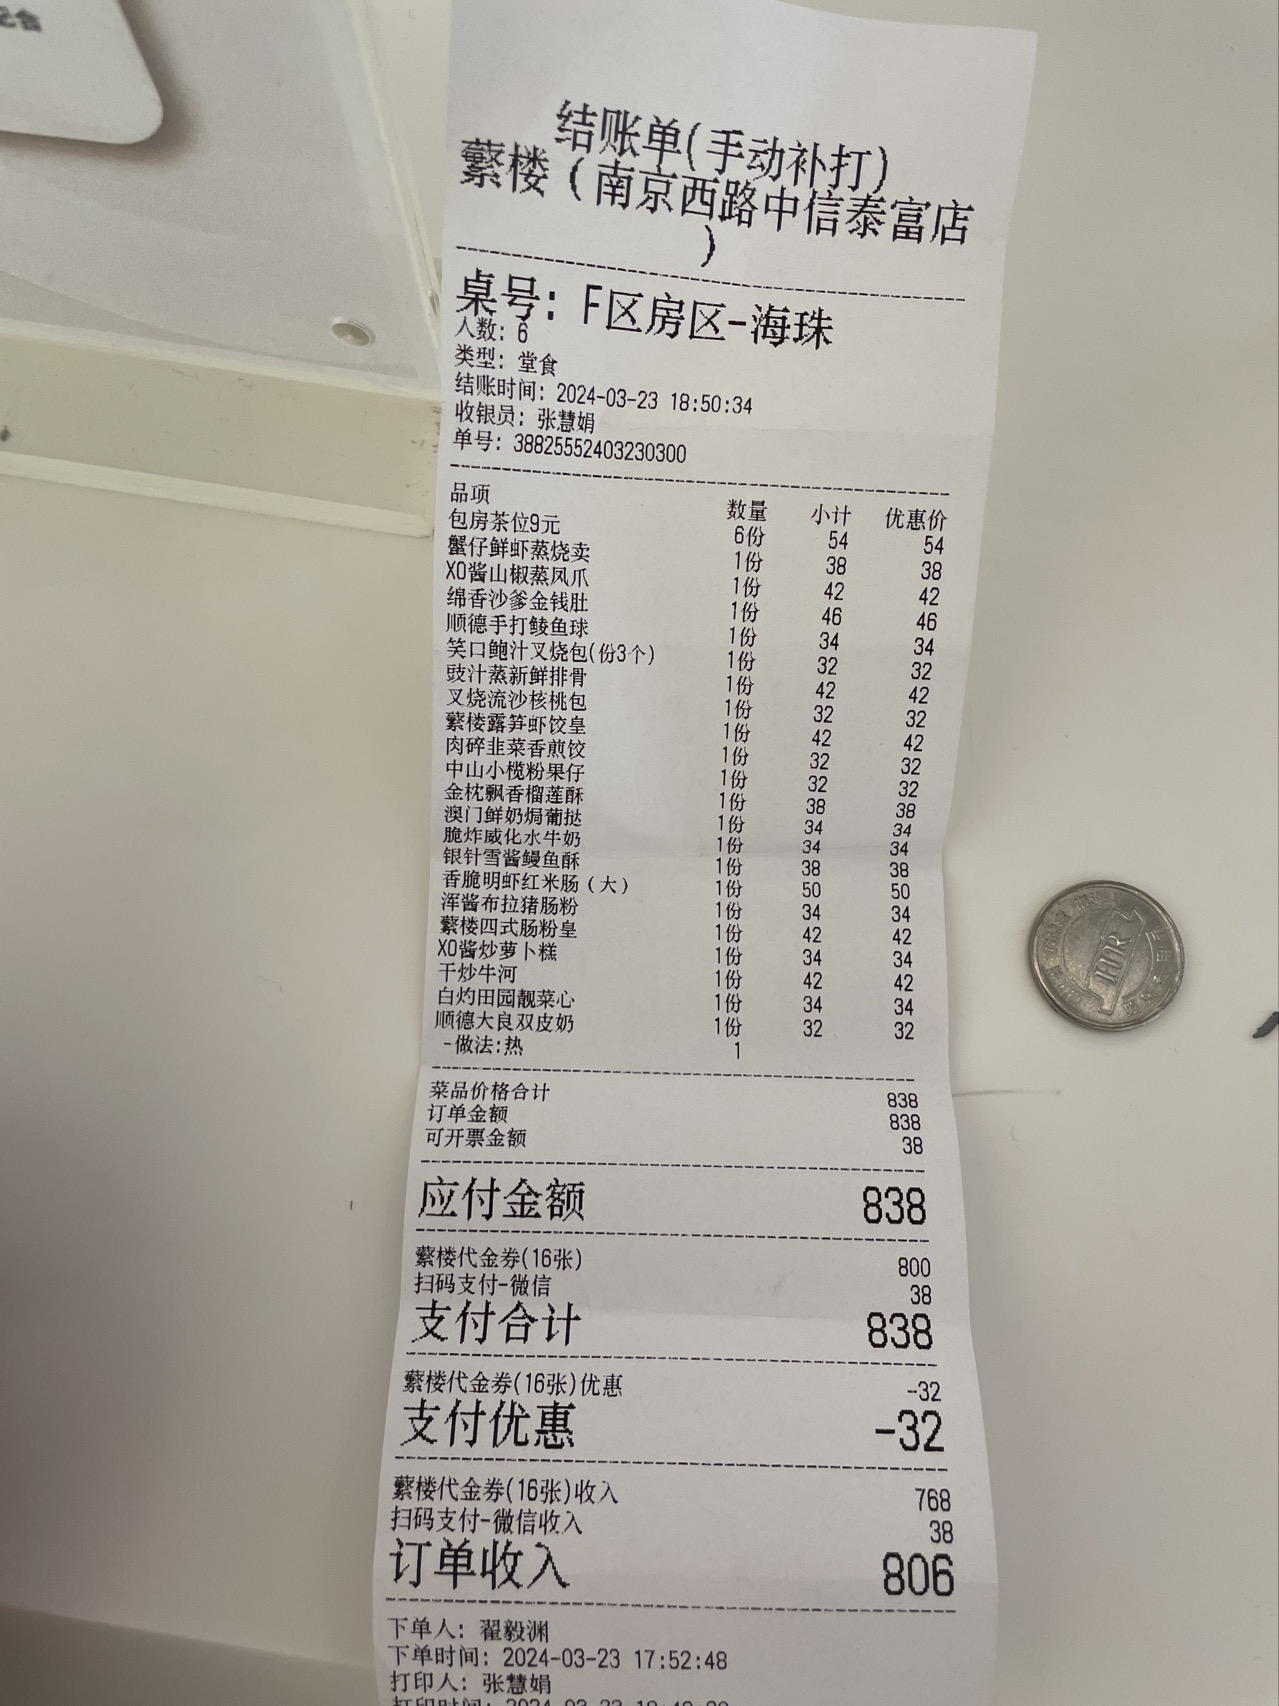 结账单(手动补打)
蘩楼(南京西路中信泰富店
)
桌号: F区房区-海珠
人数: 6
类型: 堂食
结账时间: 2024-03-23 18:50:34
收银员: 张慧娟
单号: 38825552403230300
品项 数量 小计 优惠价
包房茶位9元 6份 54 54
蟹仔鲜虾蒸烧卖 1份 38 38
XO酱山椒蒸凤爪 1份 42 42
绵香沙爹金钱肚 1份 46 46
顺德手打鲮鱼球 1份 34 34
笑口鲍汁叉烧包(份3个) 1份 32 32
豉汁蒸新鲜排骨 1份 42 42
叉烧流沙核桃包 1份 32 32
蘩楼露笋虾饺皇 1份 42 42
肉碎韭菜香煎饺 1份 32 32
中山小榄粉果仔 1份 32 32
金枕飘香榴莲酥 1份 38 38
澳门鲜奶焗葡挞 1份 34 34
脆炸威化水牛奶 1份 34 34
银针雪酱鳗鱼酥 1份 38 38
香脆明虾红米肠(大) 1份 50 50
浑酱布拉猪肠粉 1份 34 34
蘩楼四式肠粉皇 1份 42 42
XO酱炒萝卜糕 1份 34 34
干炒牛河 1份 42 42
白灼田园靓菜心 1份 34 34
顺德大良双皮奶 1份 32 32
-做法:热 1
菜品价格合计 838
订单金额 838
可开票金额 38
应付金额 838
蘩楼代金券(16张) 800
扫码支付-微信 38
支付合计 838
蘩楼代金券(16张)优惠 -32
支付优惠 -32
蘩楼代金券(16张)收入 768
扫码支付-微信收入 38
订单收入 806
下单人: 翟毅渊
下单时间: 2024-03-23 17:52:48
打印人: 张慧娟